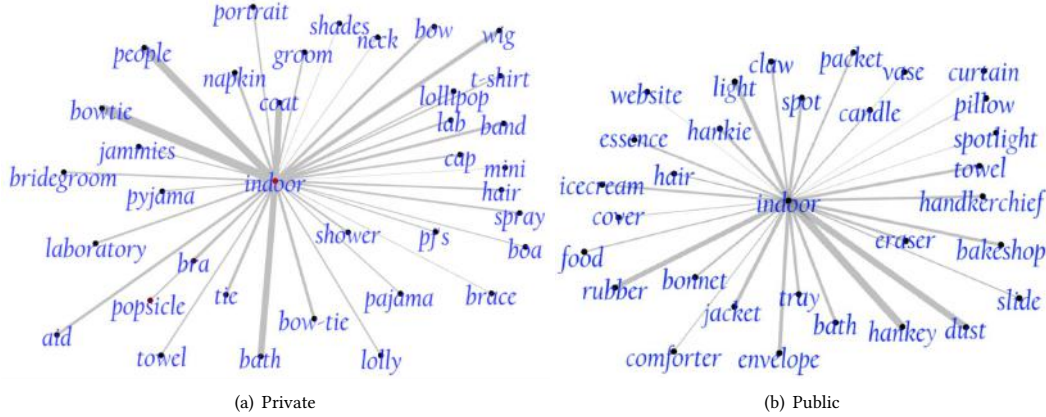 portrait
shades
bow
wig
people
groom
neck
napkin
t-shirt
coat
lollipop
bowtie
lab
band
jammies
cap
mini
bridegroom
indoor
pyjama
hair
spray
laboratory
shower
pj's
boa
bra
popsicle
tie
pajama
brace
aid
bow-tie
towel
bath
lolly
(a) Private
claw
packet
vase
curtain
website
light
spot
candle
pillow
essence
hankie
spotlight
towel
icecream
hair
indoor
handkerchief
cover
eraser
bakeshop
food
rubber
bonnet
tray
slide
jacket
bath
hankey
dust
comforter
envelope
(b) Public